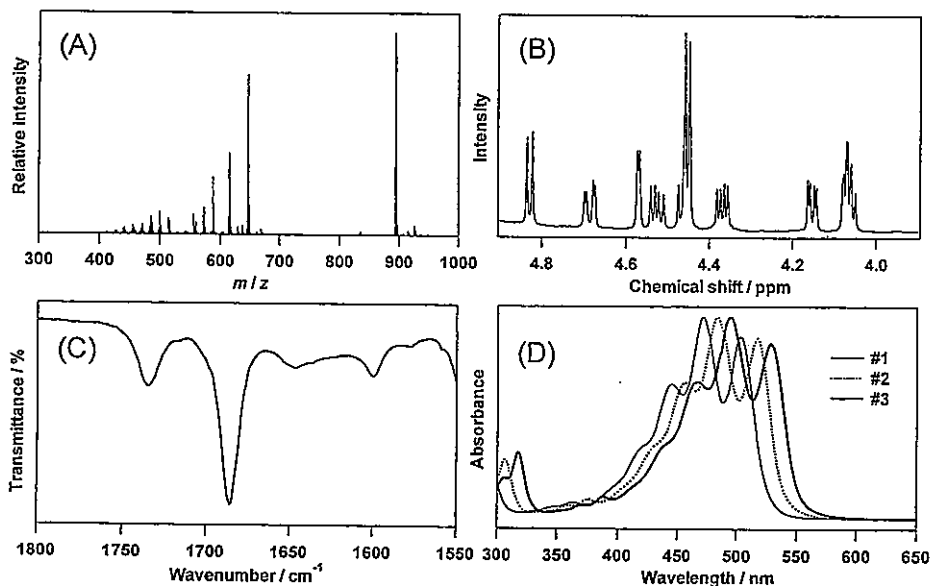 (A)
Relative Intensity
300 400 500 600 700 800 900 1000
m / z
(B)
Intensity
4.8 4.6 4.4 4.2 4.0
Chemical shift / ppm
(C)
Transmittance / %
1800 1750 1700 1650 1600 1550
Wavenumber / cm⁻¹
(D)
Absorbance
#1
#2
#3
300 350 400 450 500 550 600 650
Wavelength / nm